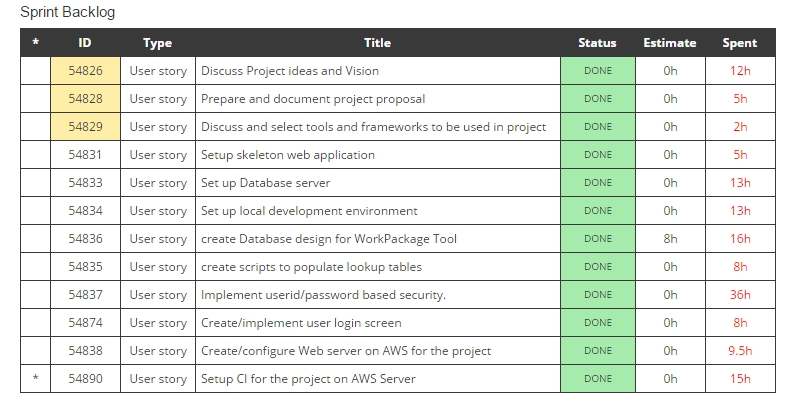 Sprint Backlog
* ID Type Title Status Estimate Spent
54826 User story Discuss Project ideas and Vision DONE 0h 12h
54828 User story Prepare and document project proposal DONE 0h 5h
54829 User story Discuss and select tools and frameworks to be used in project DONE 0h 2h
54831 User story Setup skeleton web application DONE 0h 5h
54833 User story Set up Database server DONE 0h 13h
54834 User story Set up local development environment DONE 0h 13h
54836 User story create Database design for WorkPackage Tool DONE 8h 16h
54835 User story create scripts to populate lookup tables DONE 0h 8h
54837 User story Implement userid/password based security. DONE 0h 36h
54874 User story Create/implement user login screen DONE 0h 8h
54838 User story Create/configure Web server on AWS for the project DONE 0h 9.5h
* 54890 User story Setup CI for the project on AWS Server DONE 0h 15h